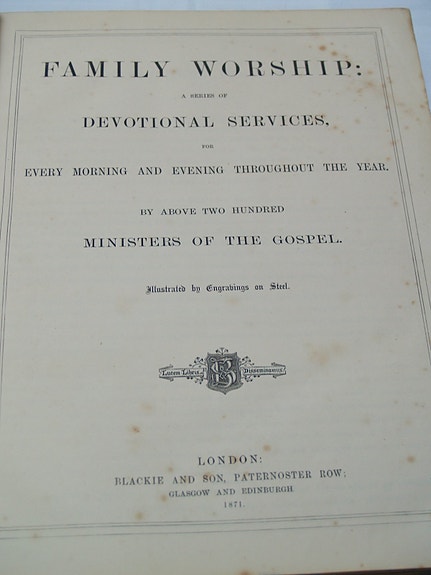 FAMILY WORSHIP:
A SERIES OF
DEVOTIONAL SERVICES,
FOR
EVERY MORNING AND EVENING THROUGHOUT THE YEAR.
BY ABOVE TWO HUNDRED
MINISTERS OF THE GOSPEL.
Illustrated by Engravings on Steel.
Lucem Libris B&S Disseminamus
LONDON:
BLACKIE AND SON, PATERNOSTER ROW;
GLASGOW AND EDINBURGH.
1871.